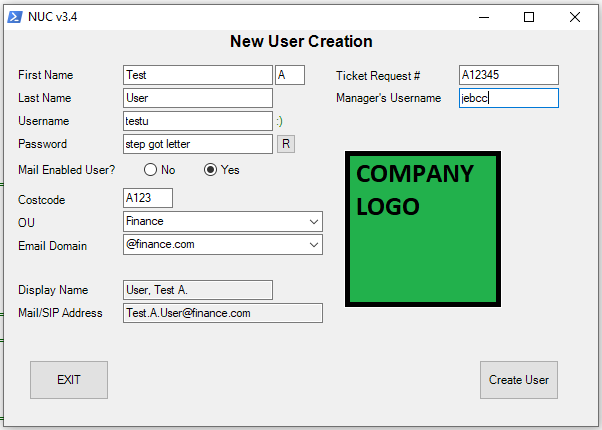 NUC v3.4
New User Creation
First Name Test A Ticket Request # A12345
Last Name User Manager's Username jebcc
Username testu :)
Password step got letter R
Mail Enabled User? No Yes
Costcode A123
OU Finance
Email Domain @finance.com
COMPANY
LOGO
Display Name User, Test A.
Mail/SIP Address Test.A.User@finance.com
EXIT Create User